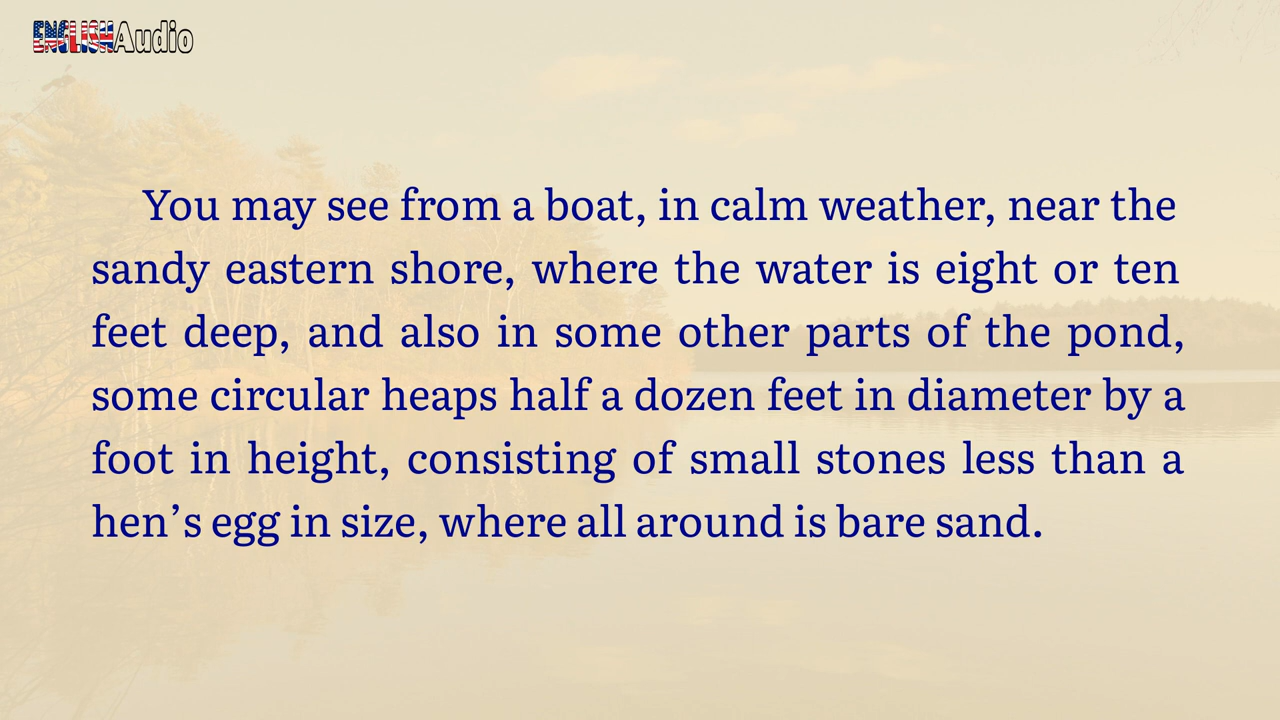 ENGLISHAudio
You may see from a boat, in calm weather, near the
sandy eastern shore, where the water is eight or ten
feet deep, and also in some other parts of the pond,
some circular heaps half a dozen feet in diameter by a
foot in height, consisting of small stones less than a
hen’s egg in size, where all around is bare sand.